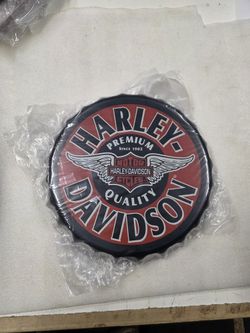 HARLEY-
PREMIUM
SINCE 1903
MOTOR
HARLEY-DAVIDSON
CYCLES
QUALITY
DAVIDSON